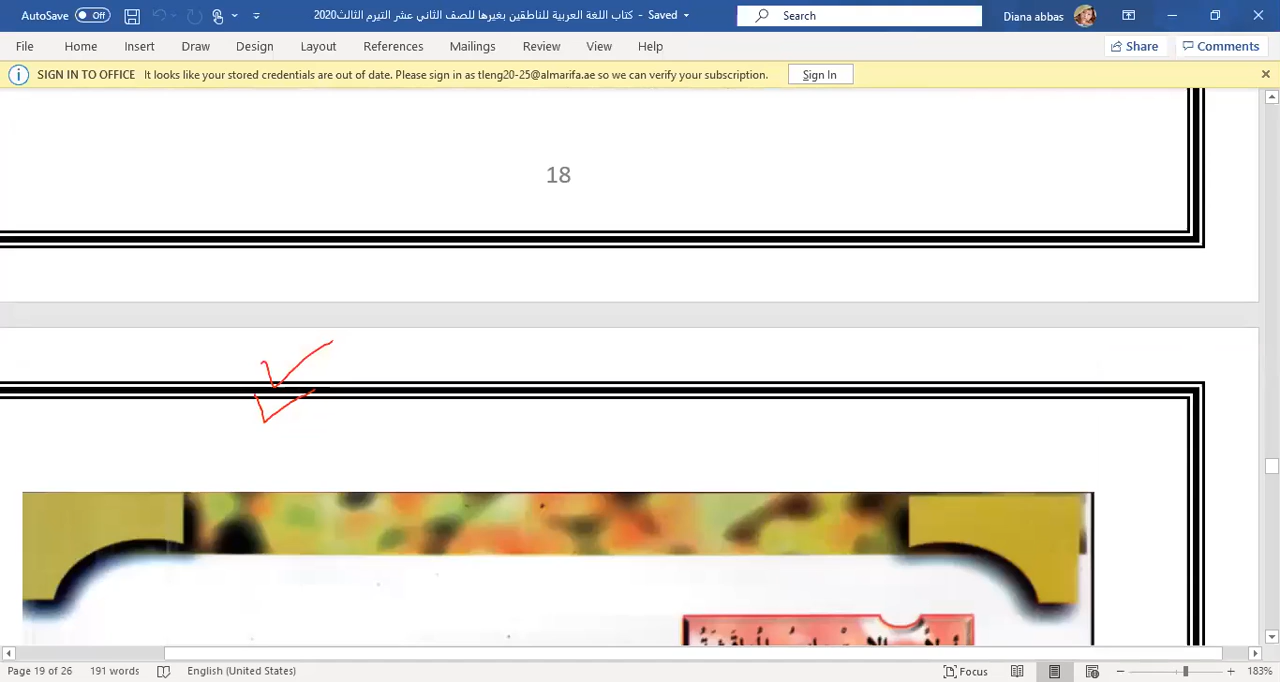 AutoSave Off
كتاب اللغة العربية للناطقين بغيرها للصف الثاني عشر التيرم الثالث2020 - Saved
Search
Diana abbas
File Home Insert Draw Design Layout References Mailings Review View Help
Share Comments
SIGN IN TO OFFICE It looks like your stored credentials are out of date. Please sign in as tleng20-25@almarifa.ae so we can verify your subscription. Sign In
18
Page 19 of 26 191 words English (United States) Focus 183%